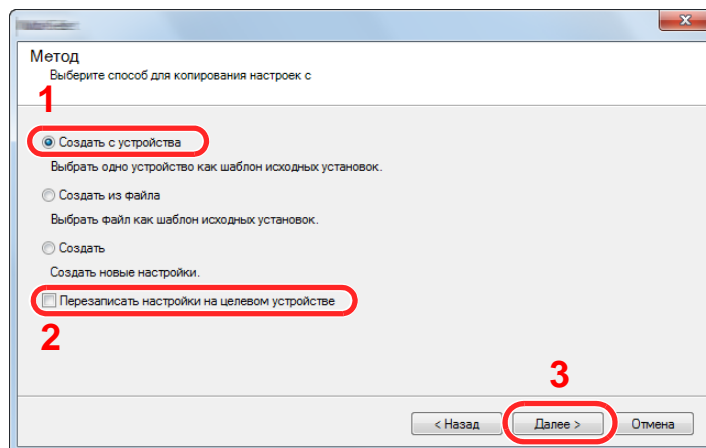 Метод
Выберите способ для копирования настроек с
1
Создать с устройства
Выбрать одно устройство как шаблон исходных установок.
Создать из файла
Выбрать файл как шаблон исходных установок.
Создать
Создать новые настройки.
Перезаписать настройки на целевом устройстве
2
3
< Назад Далее > Отмена